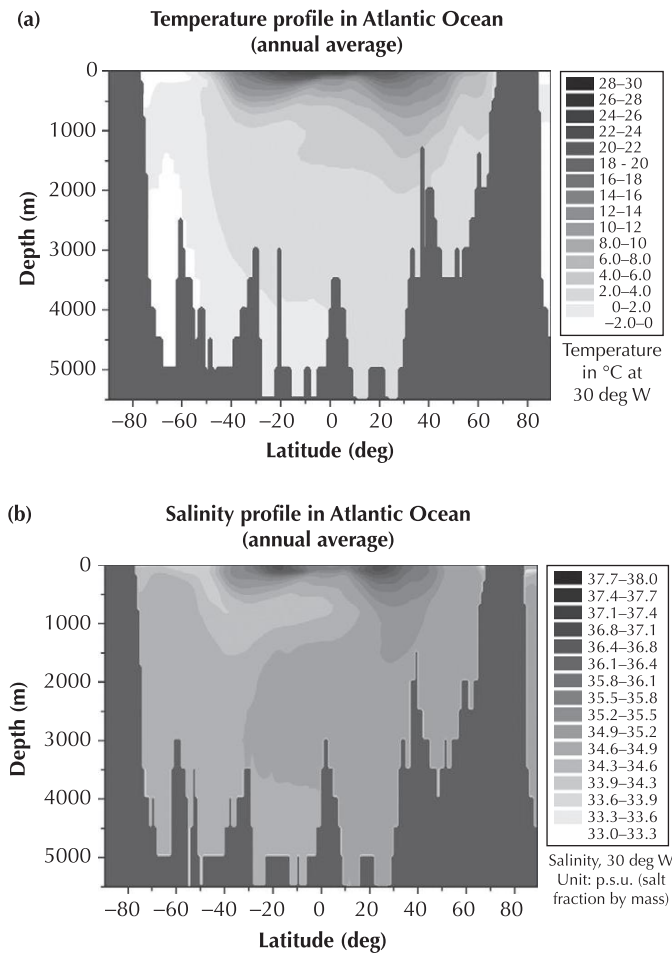 (a)
Temperature profile in Atlantic Ocean
(annual average)
0
1000
2000
3000
4000
5000
Depth (m)
−80 −60 −40 −20 0 20 40 60 80
Latitude (deg)
28–30
26–28
24–26
22–24
20–22
18 - 20
16–18
14–16
12–14
10–12
8.0–10
6.0–8.0
4.0–6.0
2.0–4.0
0–2.0
−2.0–0
Temperature
in °C at
30 deg W
(b)
Salinity profile in Atlantic Ocean
(annual average)
0
1000
2000
3000
4000
5000
Depth (m)
−80 −60 −40 −20 0 20 40 60 80
Latitude (deg)
37.7–38.0
37.4–37.7
37.1–37.4
36.8–37.1
36.4–36.8
36.1–36.4
35.8–36.1
35.5–35.8
35.2–35.5
34.9–35.2
34.6–34.9
34.3–34.6
33.9–34.3
33.6–33.9
33.3–33.6
33.0–33.3
Salinity, 30 deg W
Unit: p.s.u. (salt
fraction by mass)